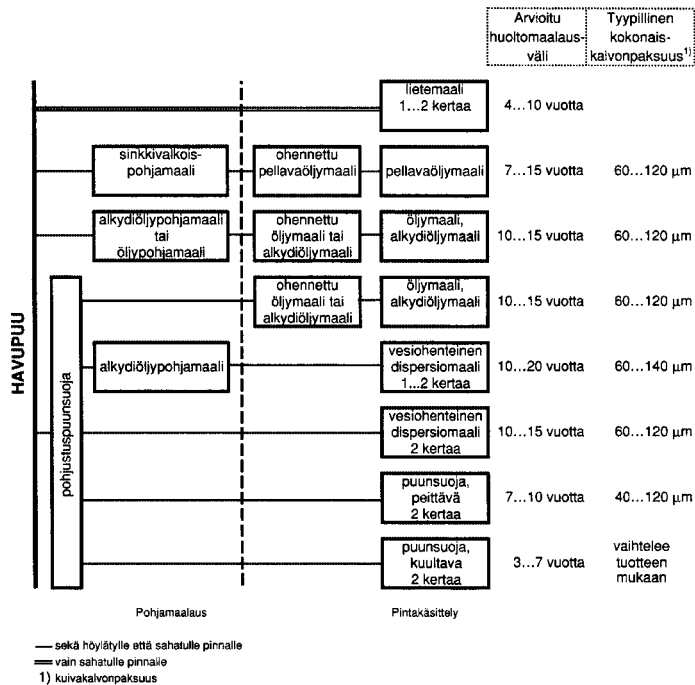 Arvioitu
huoltomaalaus-
väli
Tyypillinen
kokonais-
kaivonpaksuus1)
lietemaali
1...2 kertaa
4...10 vuotta
sinkkivalkois-
pohjamaali
ohennettu
pellavaöljymaali
pellavaöljymaali
7...15 vuotta
60...120 µm
alkydiöljypohjamaali
tai
öljypohjamaali
ohennettu
öljymaali tai
alkydiöljymaali
öljymaali,
alkydiöljymaali
10...15 vuotta
60...120 µm
ohennettu
öljymaali tai
alkydiöljymaali
öljymaali,
alkydiöljymaali
10...15 vuotta
60...120 µm
HAVUPUU
pohjustuspuunsuoja
alkydiöljypohjamaali
vesiohenteinen
dispersiomaali
1...2 kertaa
10...20 vuotta
60...140 µm
vesiohenteinen
dispersiomaali
2 kertaa
10...15 vuotta
60...120 µm
puunsuoja,
peittävä
2 kertaa
7...10 vuotta
40...120 µm
puunsuoja,
kuultava
2 kertaa
3...7 vuotta
vaihtelee
tuotteen
mukaan
Pohjamaalaus
Pintakäsittely
sekä höylätylle että sahatulle pinnalle
vain sahatulle pinnalle
1) kuivakalvonpaksuus